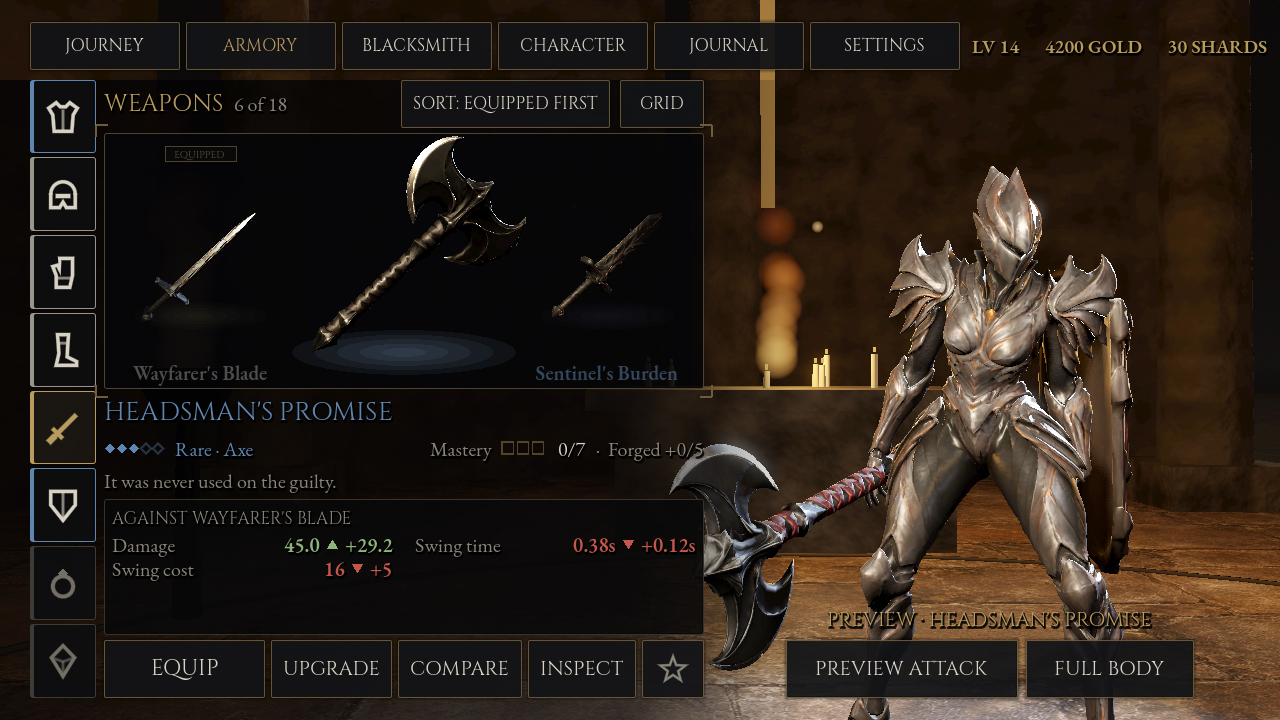 JOURNEY ARMORY BLACKSMITH CHARACTER JOURNAL SETTINGS LV 14 4200 GOLD 30 SHARDS
WEAPONS 6 of 18 SORT: EQUIPPED FIRST GRID
EQUIPPED
Wayfarer's Blade Sentinel's Burden
HEADSMAN'S PROMISE
Rare · Axe Mastery 0/7 · Forged +0/5
It was never used on the guilty.
AGAINST WAYFARER'S BLADE
Damage 45.0 ▲ +29.2 Swing time 0.38s ▼ +0.12s
Swing cost 16 ▼ +5
PREVIEW · HEADSMAN'S PROMISE
EQUIP UPGRADE COMPARE INSPECT PREVIEW ATTACK FULL BODY